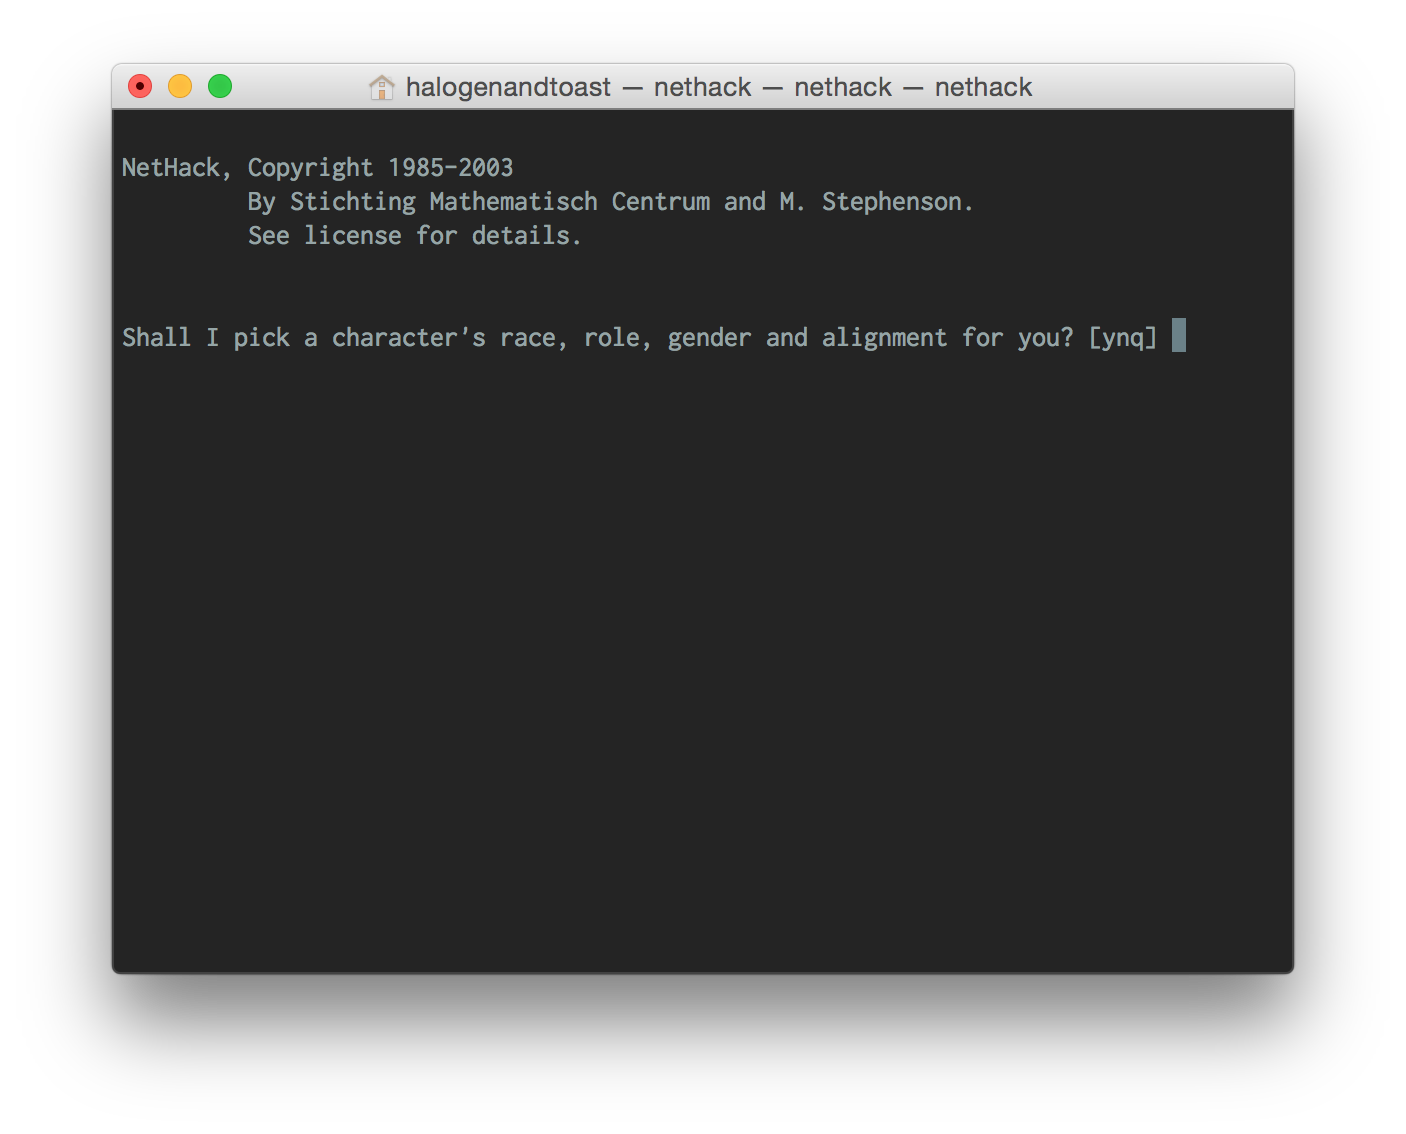 halogenandtoast — nethack — nethack — nethack
NetHack, Copyright 1985-2003
By Stichting Mathematisch Centrum and M. Stephenson.
See license for details.
Shall I pick a character's race, role, gender and alignment for you? [ynq]